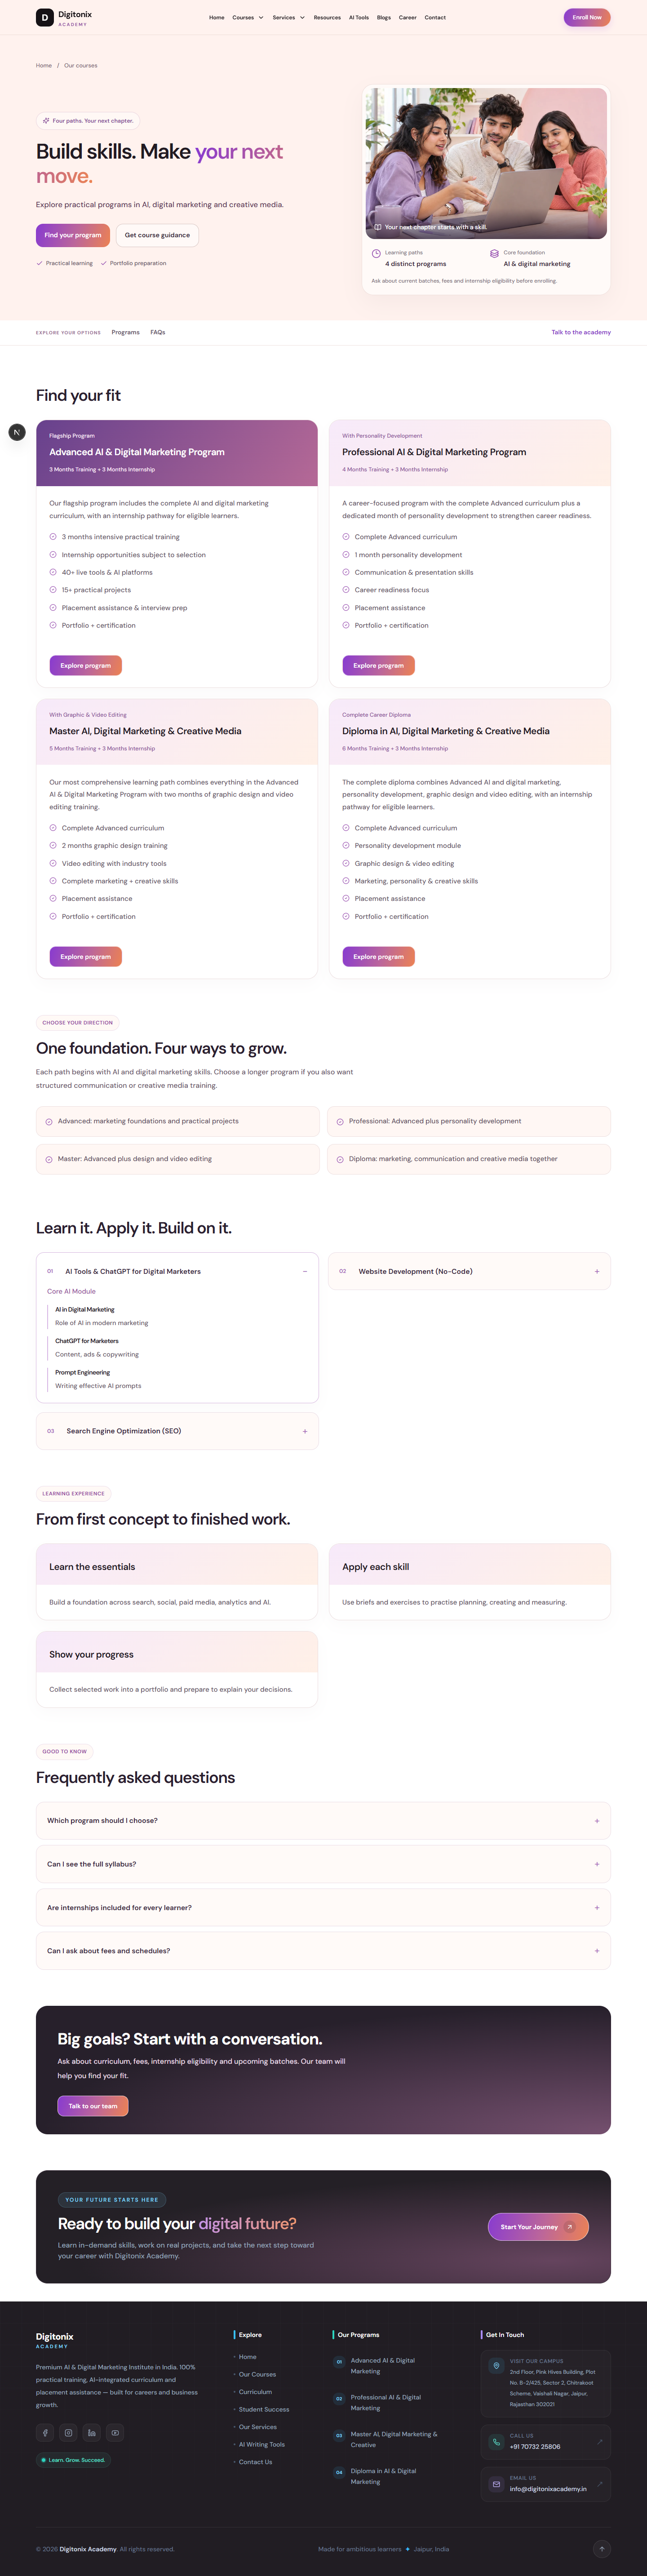 D
Digitonix
ACADEMY
Home
Courses
Services
Resources
AI Tools
Blogs
Career
Contact
Enroll Now
Home / Our courses
Four paths. Your next chapter.
Build skills. Make your next
move.
Explore practical programs in AI, digital marketing and creative media.
Find your program
Get course guidance
Practical learning
Portfolio preparation
Your next chapter starts with a skill.
Learning paths
4 distinct programs
Core foundation
AI & digital marketing
Ask about current batches, fees and internship eligibility before enrolling.
EXPLORE YOUR OPTIONS
Programs
FAQs
Talk to the academy
Find your fit
N
Flagship Program
Advanced AI & Digital Marketing Program
3 Months Training + 3 Months Internship
Our flagship program includes the complete AI and digital marketing
curriculum, with an internship pathway for eligible learners.
3 months intensive practical training
Internship opportunities subject to selection
40+ live tools & AI platforms
15+ practical projects
Placement assistance & interview prep
Portfolio + certification
Explore program
With Personality Development
Professional AI & Digital Marketing Program
4 Months Training + 3 Months Internship
A career-focused program with the complete Advanced curriculum plus a
dedicated month of personality development to strengthen career readiness.
Complete Advanced curriculum
1 month personality development
Communication & presentation skills
Career readiness focus
Placement assistance
Portfolio + certification
Explore program
With Graphic & Video Editing
Master AI, Digital Marketing & Creative Media
5 Months Training + 3 Months Internship
Our most comprehensive learning path combines everything in the Advanced
AI & Digital Marketing Program with two months of graphic design and video
editing training.
Complete Advanced curriculum
2 months graphic design training
Video editing with industry tools
Complete marketing + creative skills
Placement assistance
Portfolio + certification
Explore program
Complete Career Diploma
Diploma in AI, Digital Marketing & Creative Media
6 Months Training + 3 Months Internship
The complete diploma combines Advanced AI and digital marketing,
personality development, graphic design and video editing, with an internship
pathway for eligible learners.
Complete Advanced curriculum
Personality development module
Graphic design & video editing
Marketing, personality & creative skills
Placement assistance
Portfolio + certification
Explore program
CHOOSE YOUR DIRECTION
One foundation. Four ways to grow.
Each path begins with AI and digital marketing skills. Choose a longer program if you also want
structured communication or creative media training.
Advanced: marketing foundations and practical projects
Professional: Advanced plus personality development
Master: Advanced plus design and video editing
Diploma: marketing, communication and creative media together
Learn it. Apply it. Build on it.
01 AI Tools & ChatGPT for Digital Marketers −
Core AI Module
AI in Digital Marketing
Role of AI in modern marketing
ChatGPT for Marketers
Content, ads & copywriting
Prompt Engineering
Writing effective AI prompts
02 Website Development (No-Code) +
03 Search Engine Optimization (SEO) +
LEARNING EXPERIENCE
From first concept to finished work.
Learn the essentials
Build a foundation across search, social, paid media, analytics and AI.
Apply each skill
Use briefs and exercises to practise planning, creating and measuring.
Show your progress
Collect selected work into a portfolio and prepare to explain your decisions.
GOOD TO KNOW
Frequently asked questions
Which program should I choose? +
Can I see the full syllabus? +
Are internships included for every learner? +
Can I ask about fees and schedules? +
Big goals? Start with a conversation.
Ask about curriculum, fees, internship eligibility and upcoming batches. Our team will
help you find your fit.
Talk to our team
YOUR FUTURE STARTS HERE
Ready to build your digital future?
Learn in-demand skills, work on real projects, and take the next step toward
your career with Digitonix Academy.
Start Your Journey
Digitonix
ACADEMY
Premium AI & Digital Marketing Institute in India. 100%
practical training, AI-integrated curriculum and
placement assistance — built for careers and business
growth.
Learn. Grow. Succeed.
Explore
Home
Our Courses
Curriculum
Student Success
Our Services
AI Writing Tools
Contact Us
Our Programs
01 Advanced AI & Digital
Marketing
02 Professional AI & Digital
Marketing
03 Master AI, Digital Marketing &
Creative
04 Diploma in AI & Digital
Marketing
Get In Touch
VISIT OUR CAMPUS
2nd Floor, Pink Hives Building, Plot
No. B-2/425, Sector 2, Chitrakoot
Scheme, Vaishali Nagar, Jaipur,
Rajasthan 302021
CALL US
+91 70732 25806
EMAIL US
info@digitonixacademy.in
© 2026 Digitonix Academy. All rights reserved.
Made for ambitious learners ✦ Jaipur, India